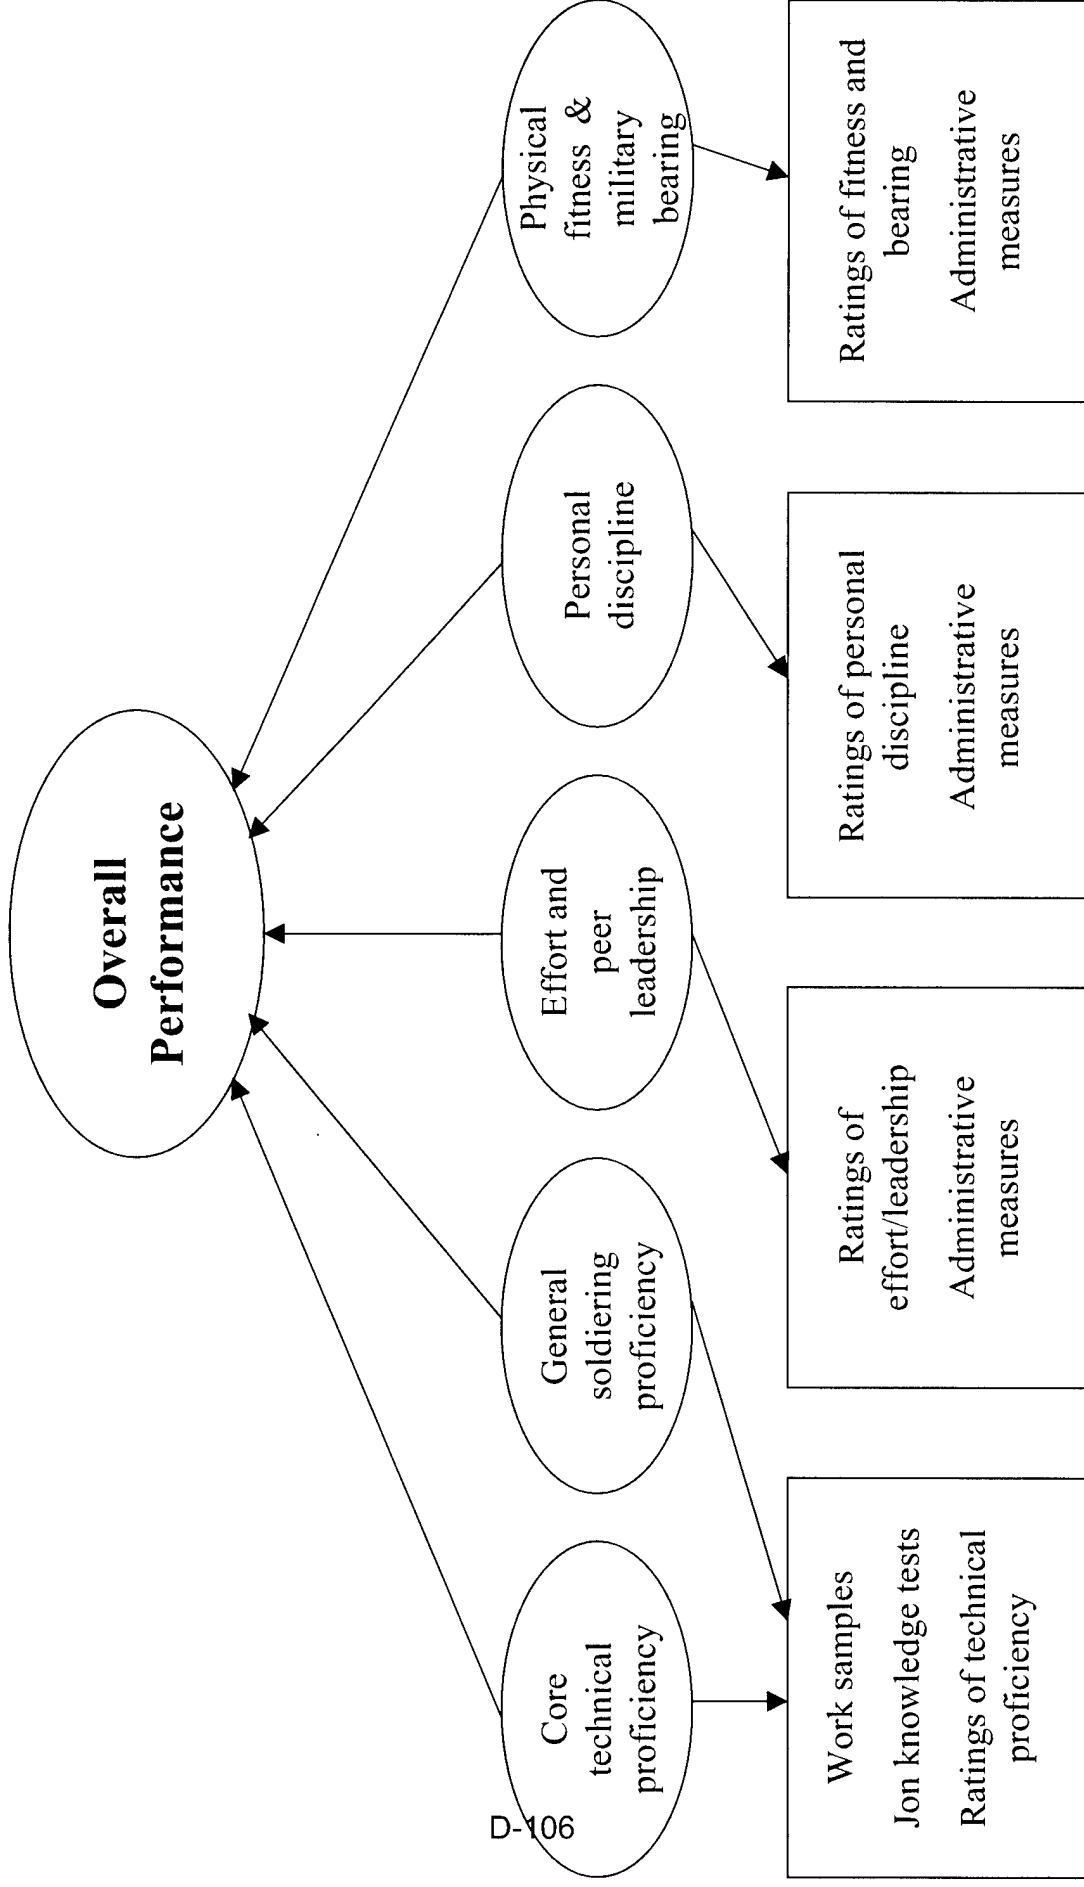 Overall
Performance
Core
technical
proficiency
General
soldiering
proficiency
Effort and
peer
leadership
Personal
discipline
Physical
fitness &
military
bearing
Work samples
Jon knowledge tests
Ratings of technical
proficiency
Ratings of
effort/leadership
Administrative
measures
Ratings of personal
discipline
Administrative
measures
Ratings of fitness and
bearing
Administrative
measures
D-106